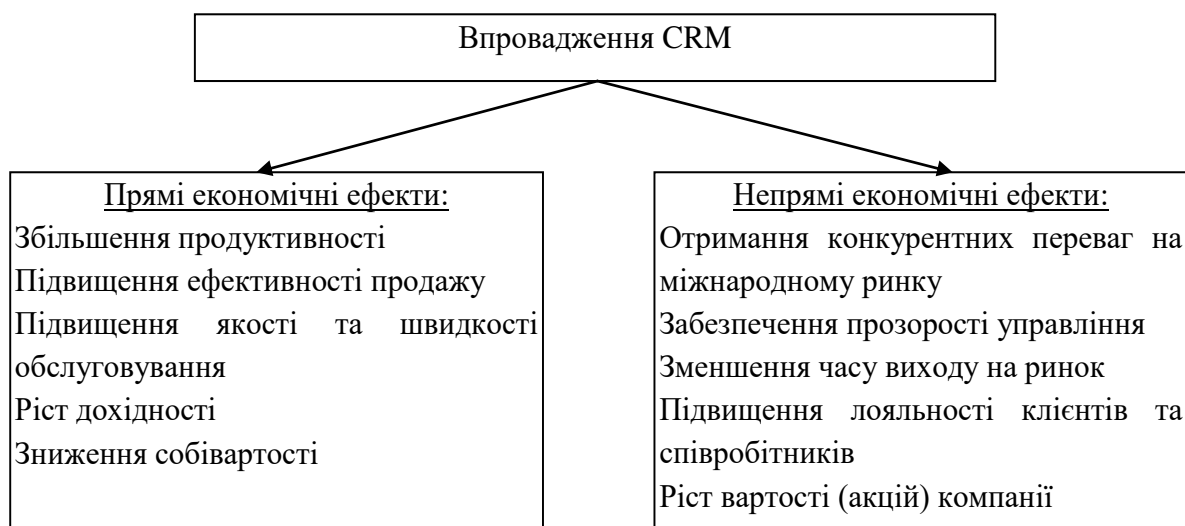 Впровадження CRM
Прямі економічні ефекти:
Збільшення продуктивності
Підвищення ефективності продажу
Підвищення якості та швидкості
обслуговування
Ріст дохідності
Зниження собівартості
Непрямі економічні ефекти:
Отримання конкурентних переваг на
міжнародному ринку
Забезпечення прозорості управління
Зменшення часу виходу на ринок
Підвищення лояльності клієнтів та
співробітників
Ріст вартості (акцій) компанії